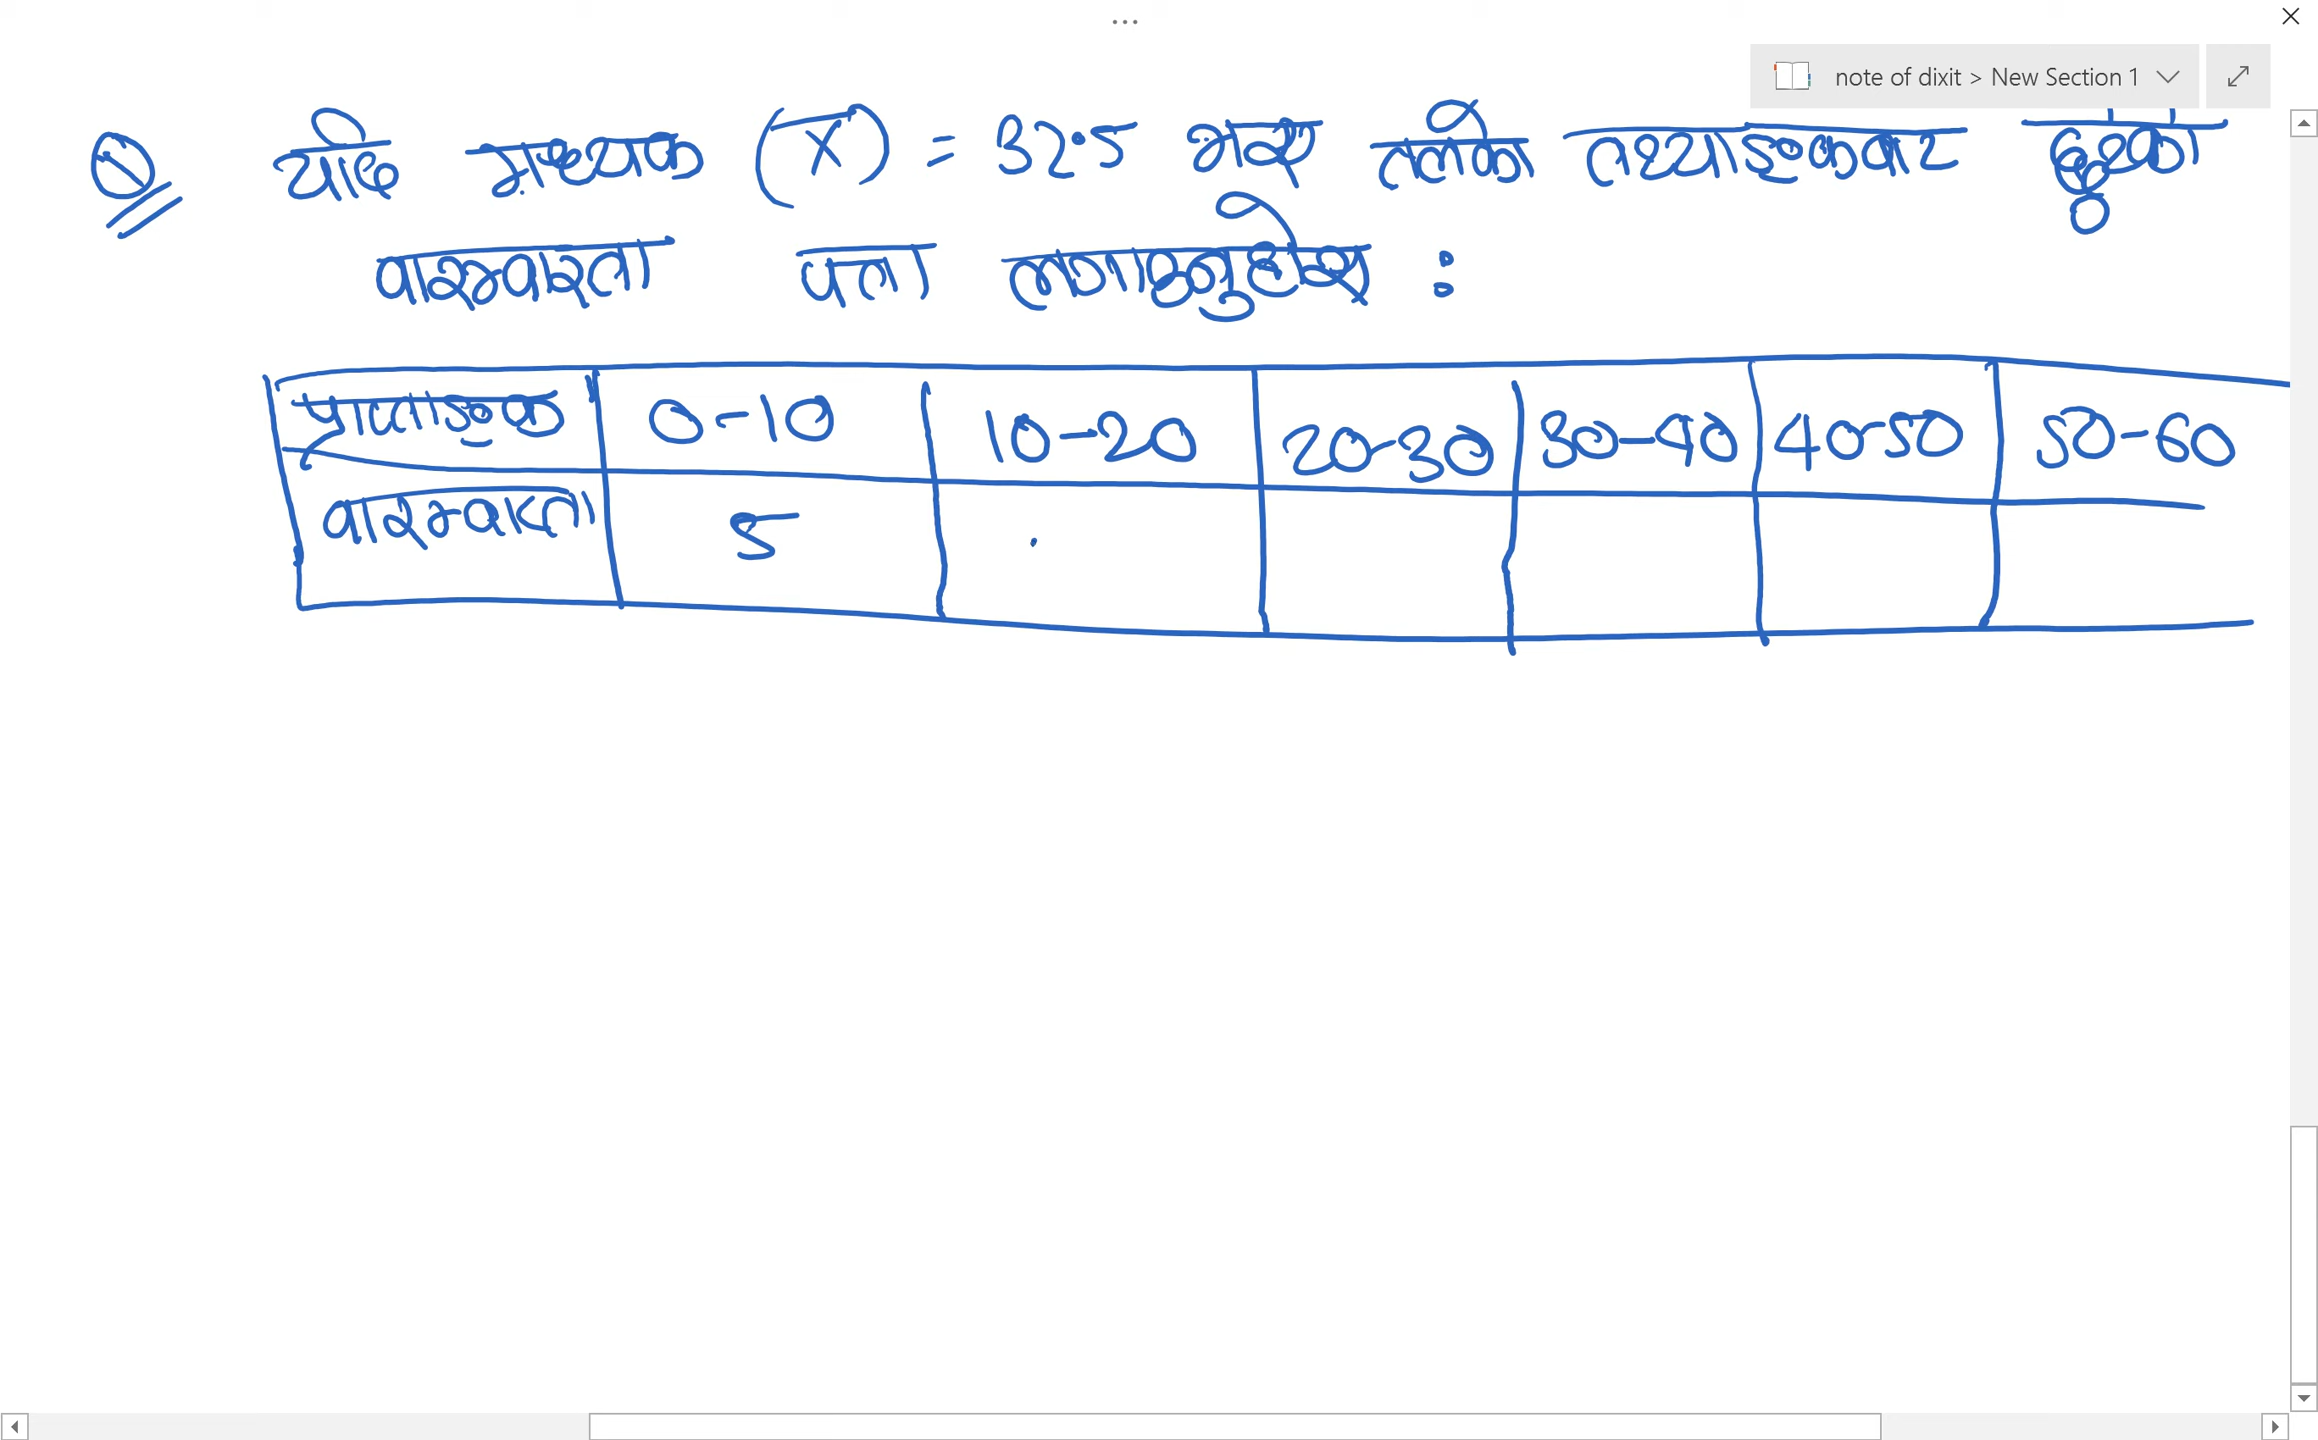 ...
note of dixit > New Section 1
Q यदि माध्यक (X) = 32.5 भए तलको तथ्याङ्कबाट छुटेको
बारम्बारता पत्ता लगाउनुहोस् :
प्राप्ताङ्क 0-10 10-20 20-30 30-40 40-50 50-60
बारम्बारता 5